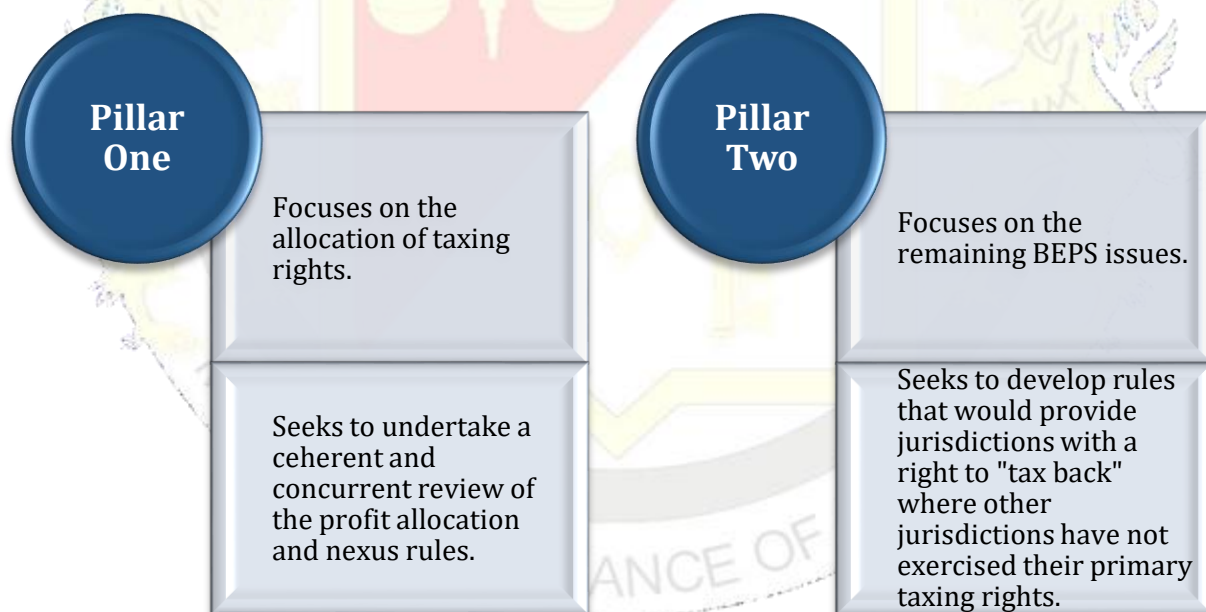 Pillar
One
Focuses on the
allocation of taxing
rights.
Seeks to undertake a
ceherent and
concurrent review of
the profit allocation
and nexus rules.
Pillar
Two
Focuses on the
remaining BEPS issues.
Seeks to develop rules
that would provide
jurisdictions with a
right to "tax back"
where other
jurisdictions have not
exercised their primary
taxing rights.
ANCE OF